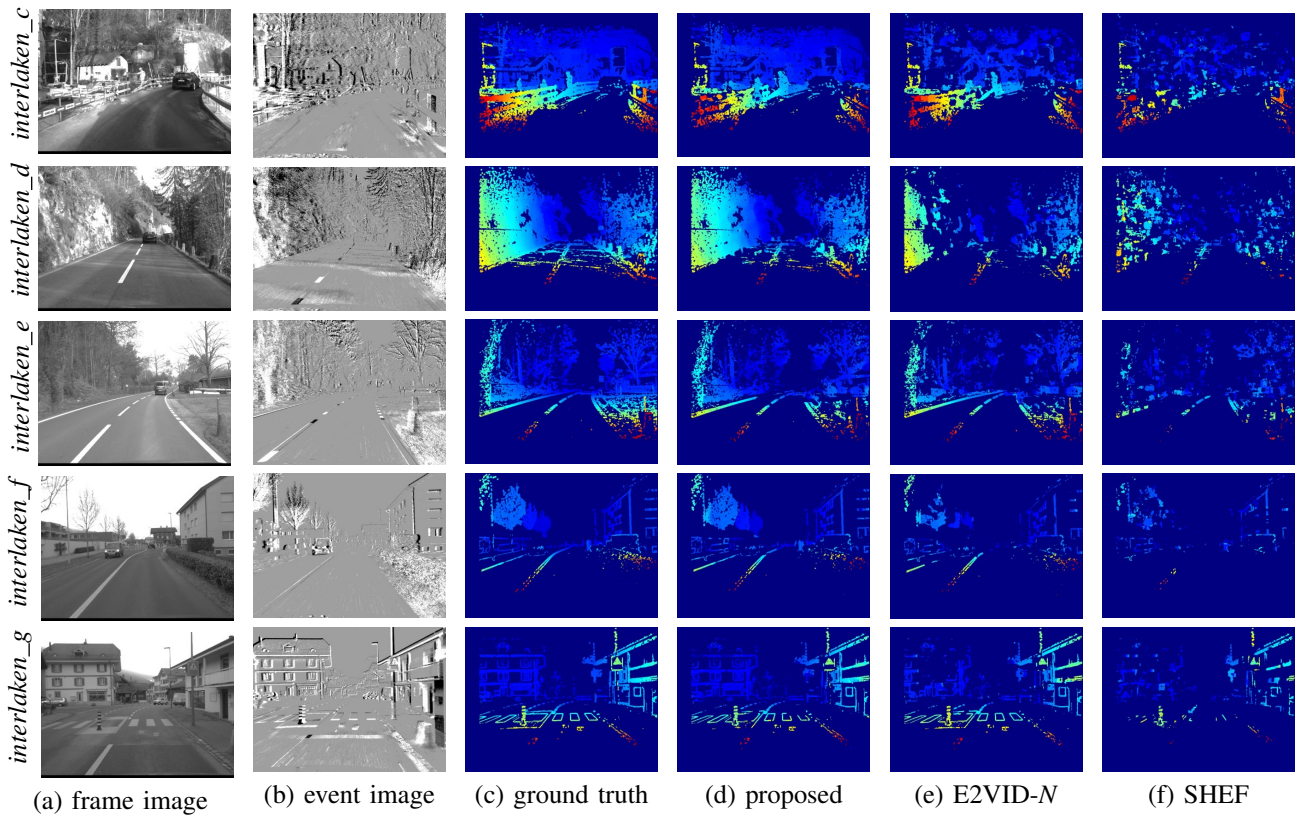 interlaken_c
interlaken_d
interlaken_e
interlaken_f
interlaken_g
(a) frame image
(b) event image
(c) ground truth
(d) proposed
(e) E2VID-N
(f) SHEF